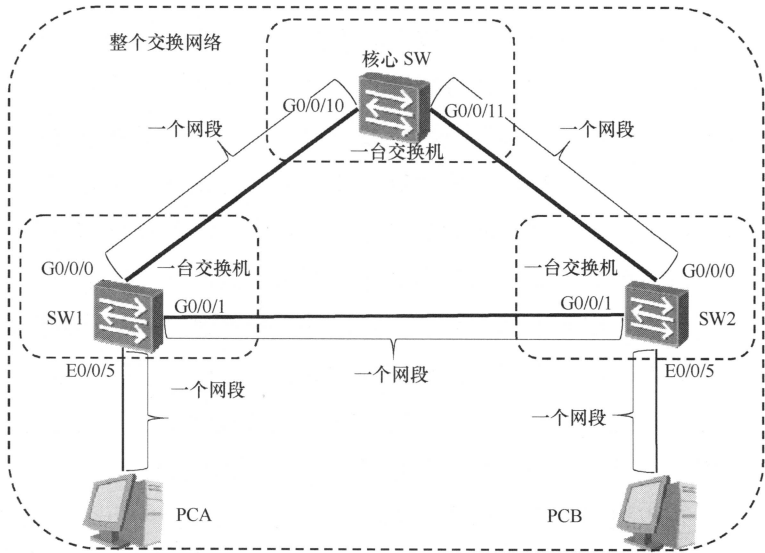 整个交换网络
核心 SW
G0/0/10
G0/0/11
一个网段
一个网段
一台交换机
G0/0/0
一台交换机
一台交换机
G0/0/0
SW1
G0/0/1
G0/0/1
SW2
E0/0/5
一个网段
E0/0/5
一个网段
一个网段
PCA
PCB